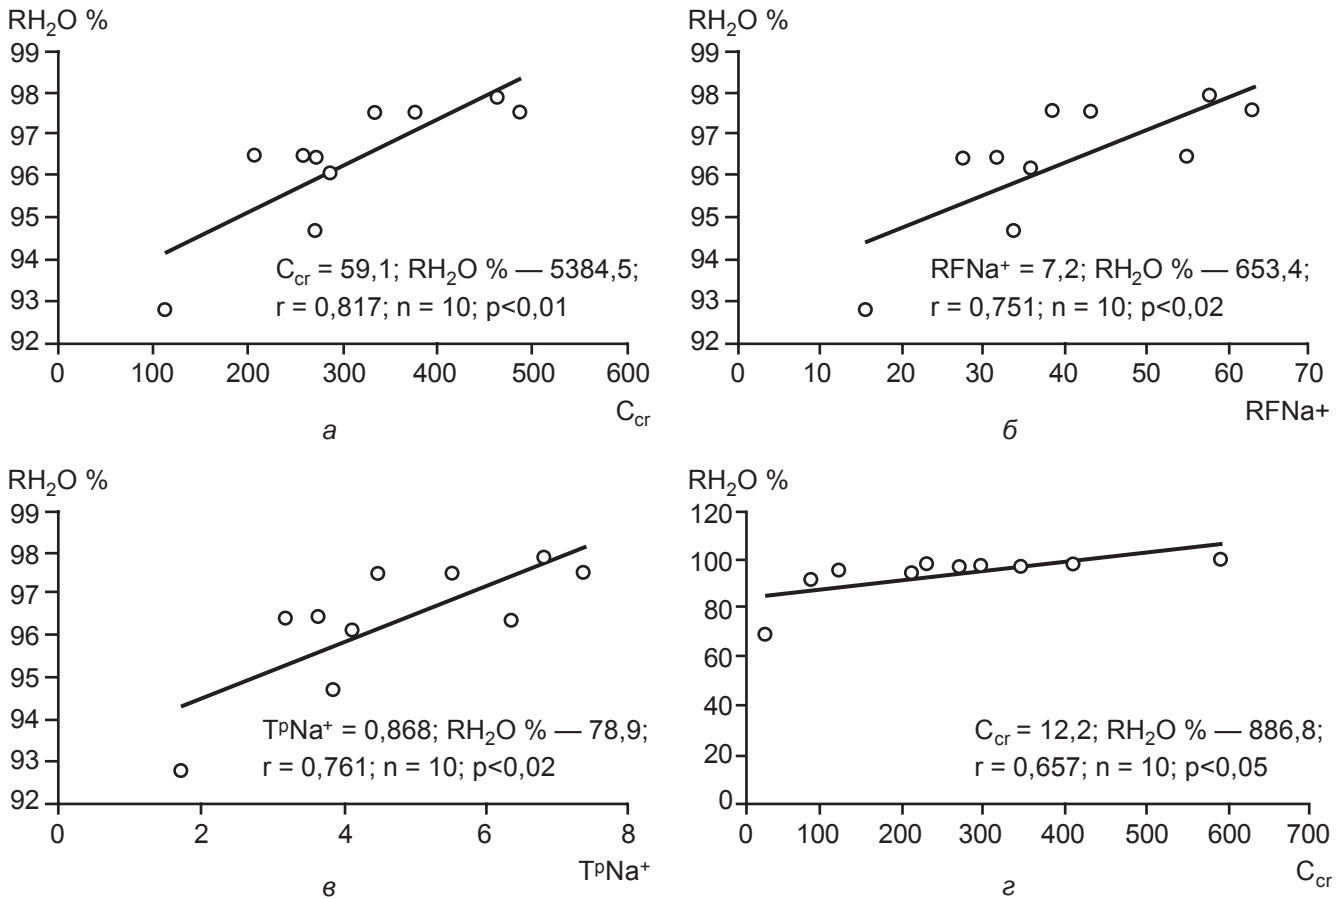 RH₂O %
99
98
97
96
95
94
93
92
0 100 200 300 400 500 600
C_cr = 59,1; RH₂O % — 5384,5;
r = 0,817; n = 10; p<0,01
C_cr
а
RH₂O %
99
98
97
96
95
94
93
92
0 10 20 30 40 50 60 70
RFNa⁺ = 7,2; RH₂O % — 653,4;
r = 0,751; n = 10; p<0,02
RFNa+
б
RH₂O %
99
98
97
96
95
94
93
92
0 2 4 6 8
TᵖNa⁺ = 0,868; RH₂O % — 78,9;
r = 0,761; n = 10; p<0,02
TᵖNa⁺
в
RH₂O %
120
100
80
60
40
20
0
0 100 200 300 400 500 600 700
C_cr = 12,2; RH₂O % — 886,8;
r = 0,657; n = 10; p<0,05
C_cr
г